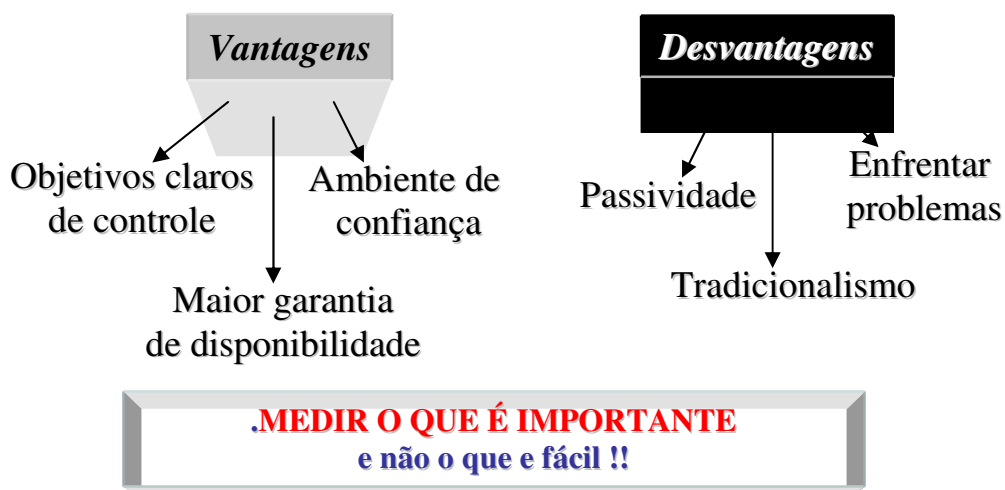 Vantagens
Objetivos claros
de controle
Ambiente de
confiança
Maior garantia
de disponibilidade
Desvantagens
Passividade
Enfrentar
problemas
Tradicionalismo
.MEDIR O QUE É IMPORTANTE
e não o que e fácil !!